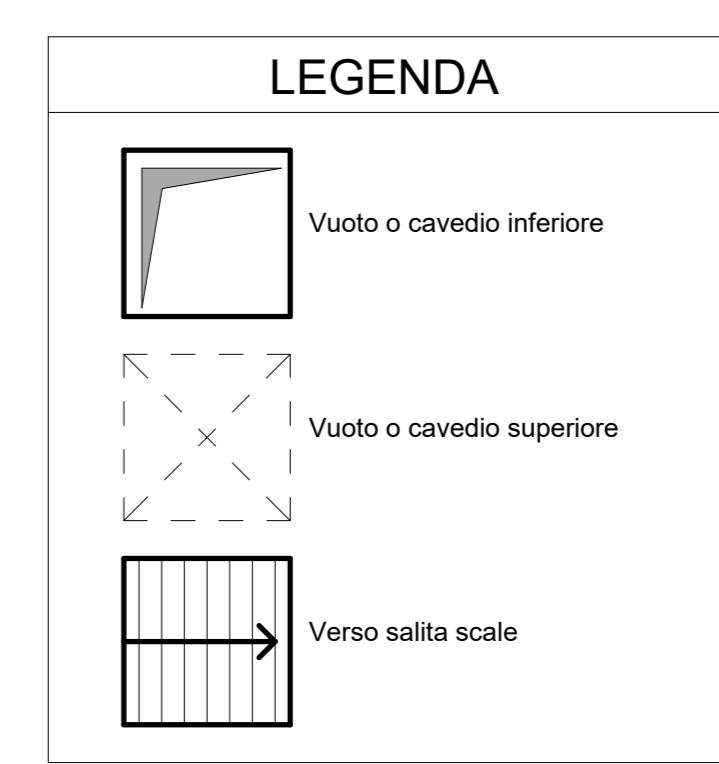 LEGENDA
Vuoto o cavedio inferiore
Vuoto o cavedio superiore
Verso salita scale